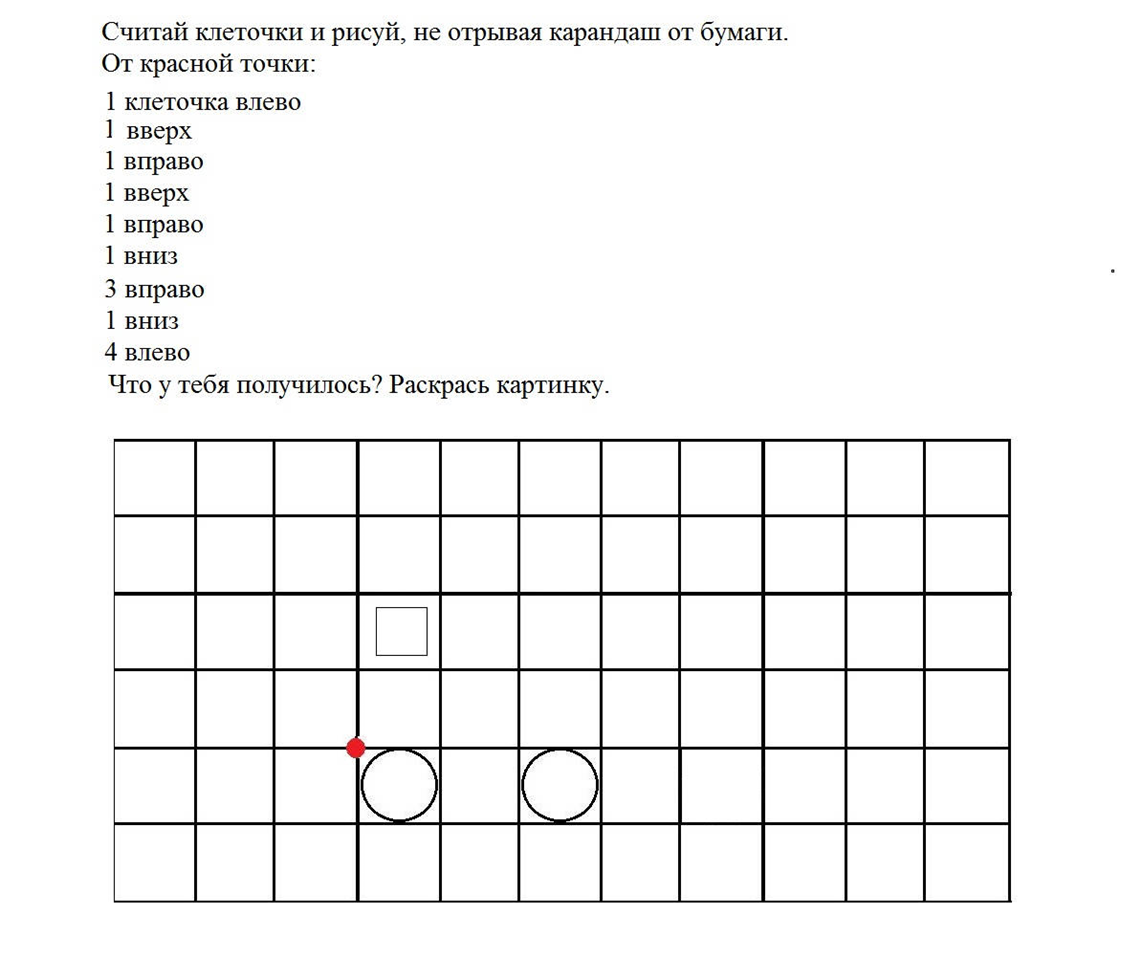 Считай клеточки и рисуй, не отрывая карандаш от бумаги.
От красной точки:
1 клеточка влево
1 вверх
1 вправо
1 вверх
1 вправо
1 вниз
3 вправо
1 вниз
4 влево
Что у тебя получилось? Раскрась картинку.